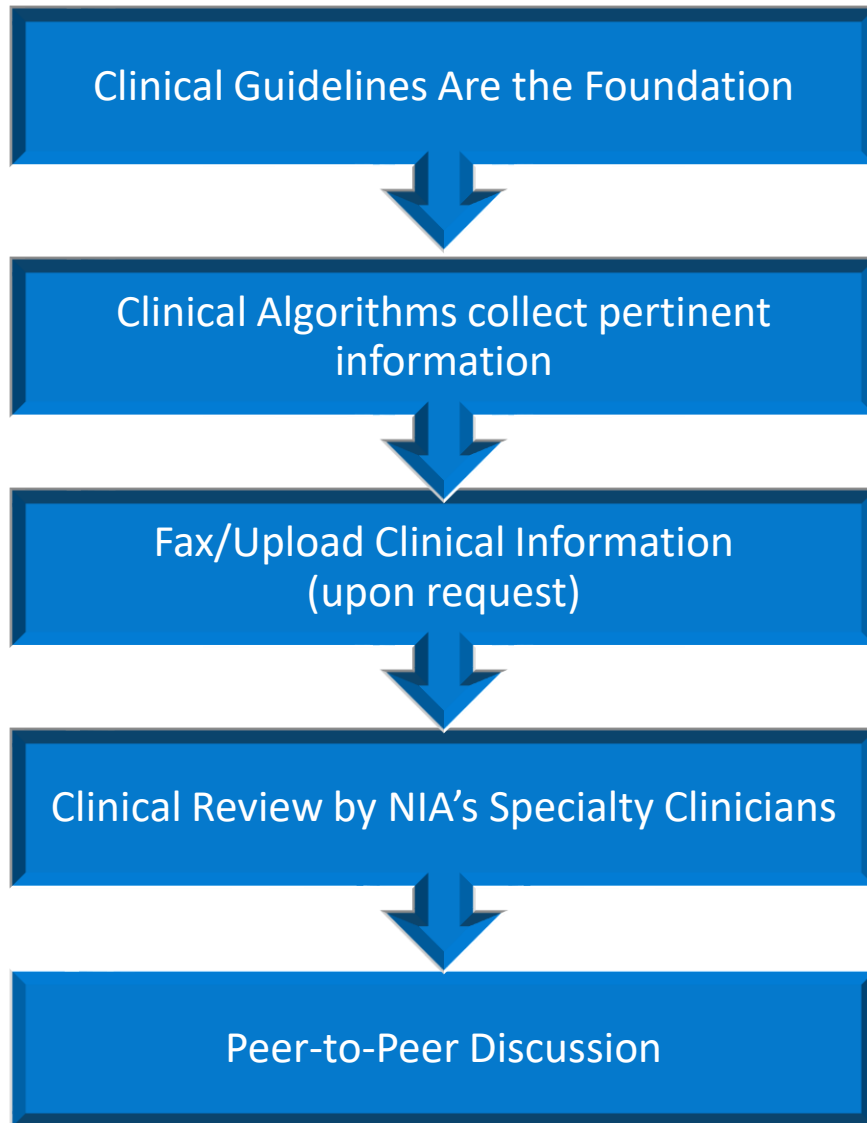 Clinical Guidelines Are the Foundation
Clinical Algorithms collect pertinent
information
Fax/Upload Clinical Information
(upon request)
Clinical Review by NIA’s Specialty Clinicians
Peer-to-Peer Discussion